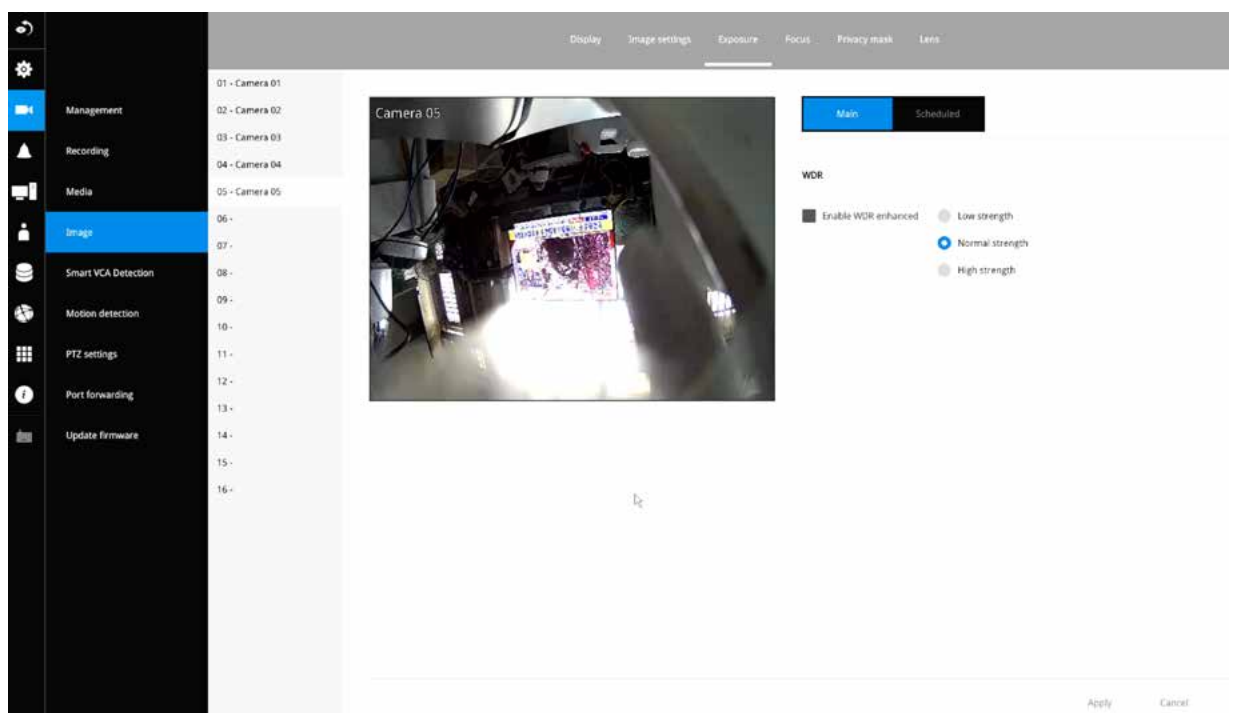 Display Image settings Exposure Focus Privacy mask Lens
Management
Recording
Media
Image
Smart VCA Detection
Motion detection
PTZ settings
Port forwarding
Update firmware
01 - Camera 01
02 - Camera 02
03 - Camera 03
04 - Camera 04
05 - Camera 05
06 -
07 -
08 -
09 -
10 -
11 -
12 -
13 -
14 -
15 -
16 -
Camera 05
Main Scheduled
WDR
Enable WDR enhanced
Low strength
Normal strength
High strength
Apply Cancel